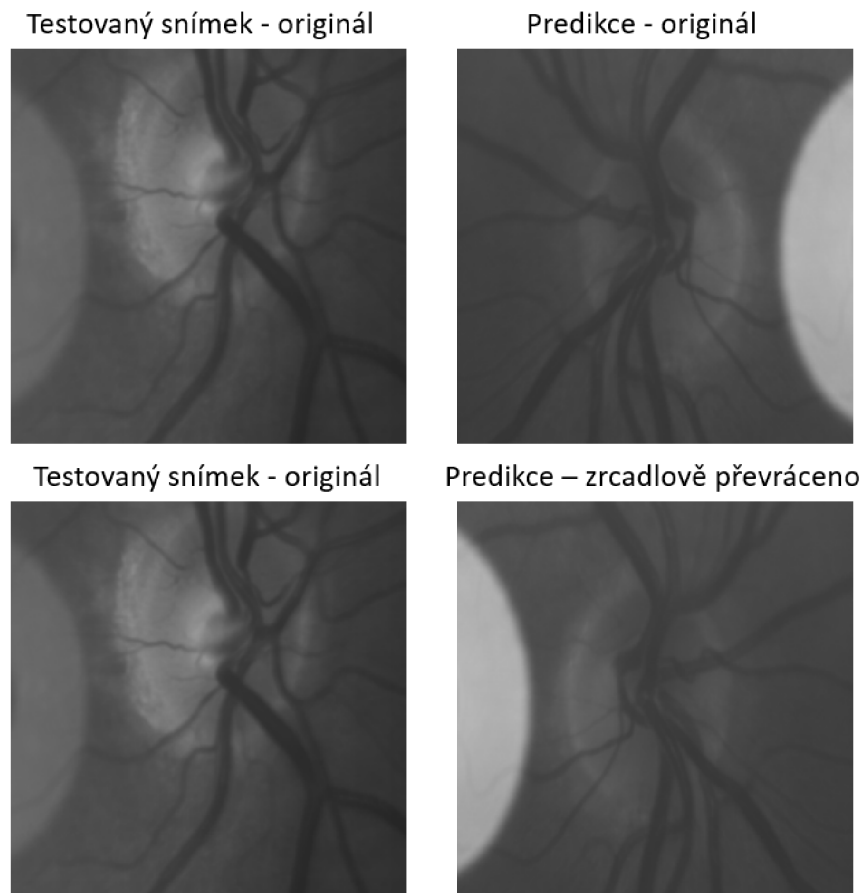 Testovaný snímek - originál
Predikce - originál
Testovaný snímek - originál
Predikce – zrcadlově převráceno